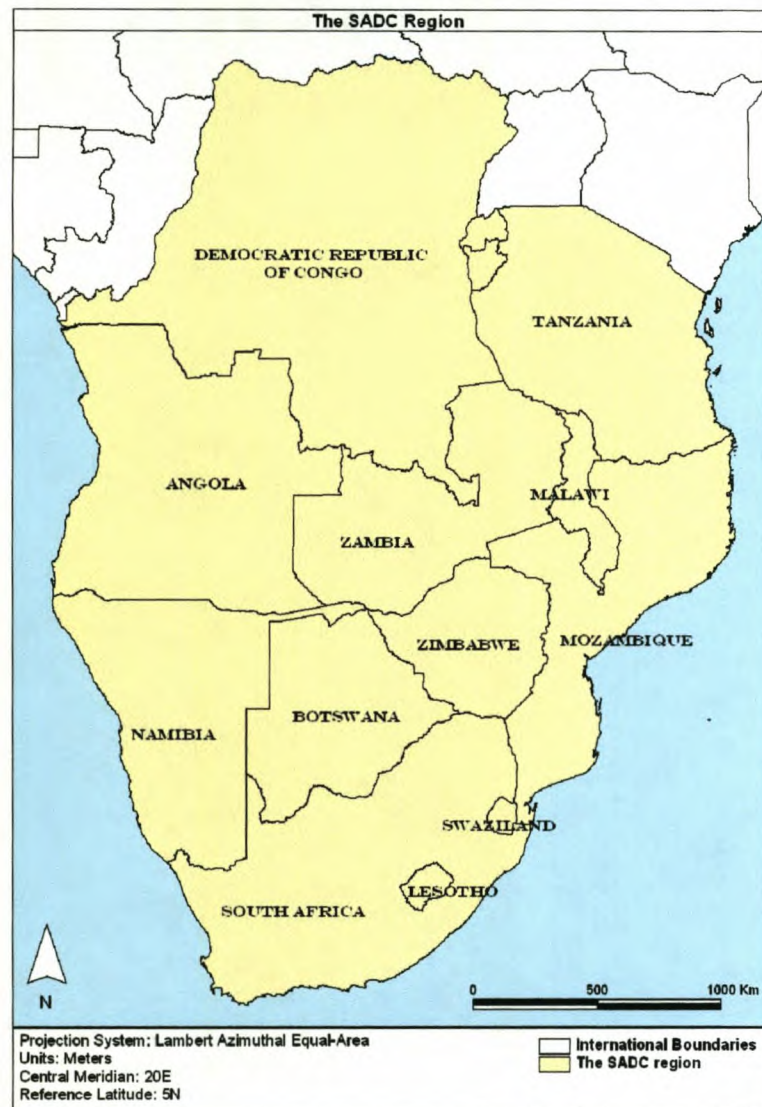 The SADC Region
DEMOCRATIC REPUBLIC
OF CONGO
TANZANIA
ANGOLA
MALAWI
ZAMBIA
ZIMBABWE
MOZAMBIQUE
NAMIBIA
BOTSWANA
SWAZILAND
LESOTHO
SOUTH AFRICA
N
0 500 1000 Km
Projection System: Lambert Azimuthal Equal-Area
Units: Meters
Central Meridian: 20E
Reference Latitude: 5N
International Boundaries
The SADC region